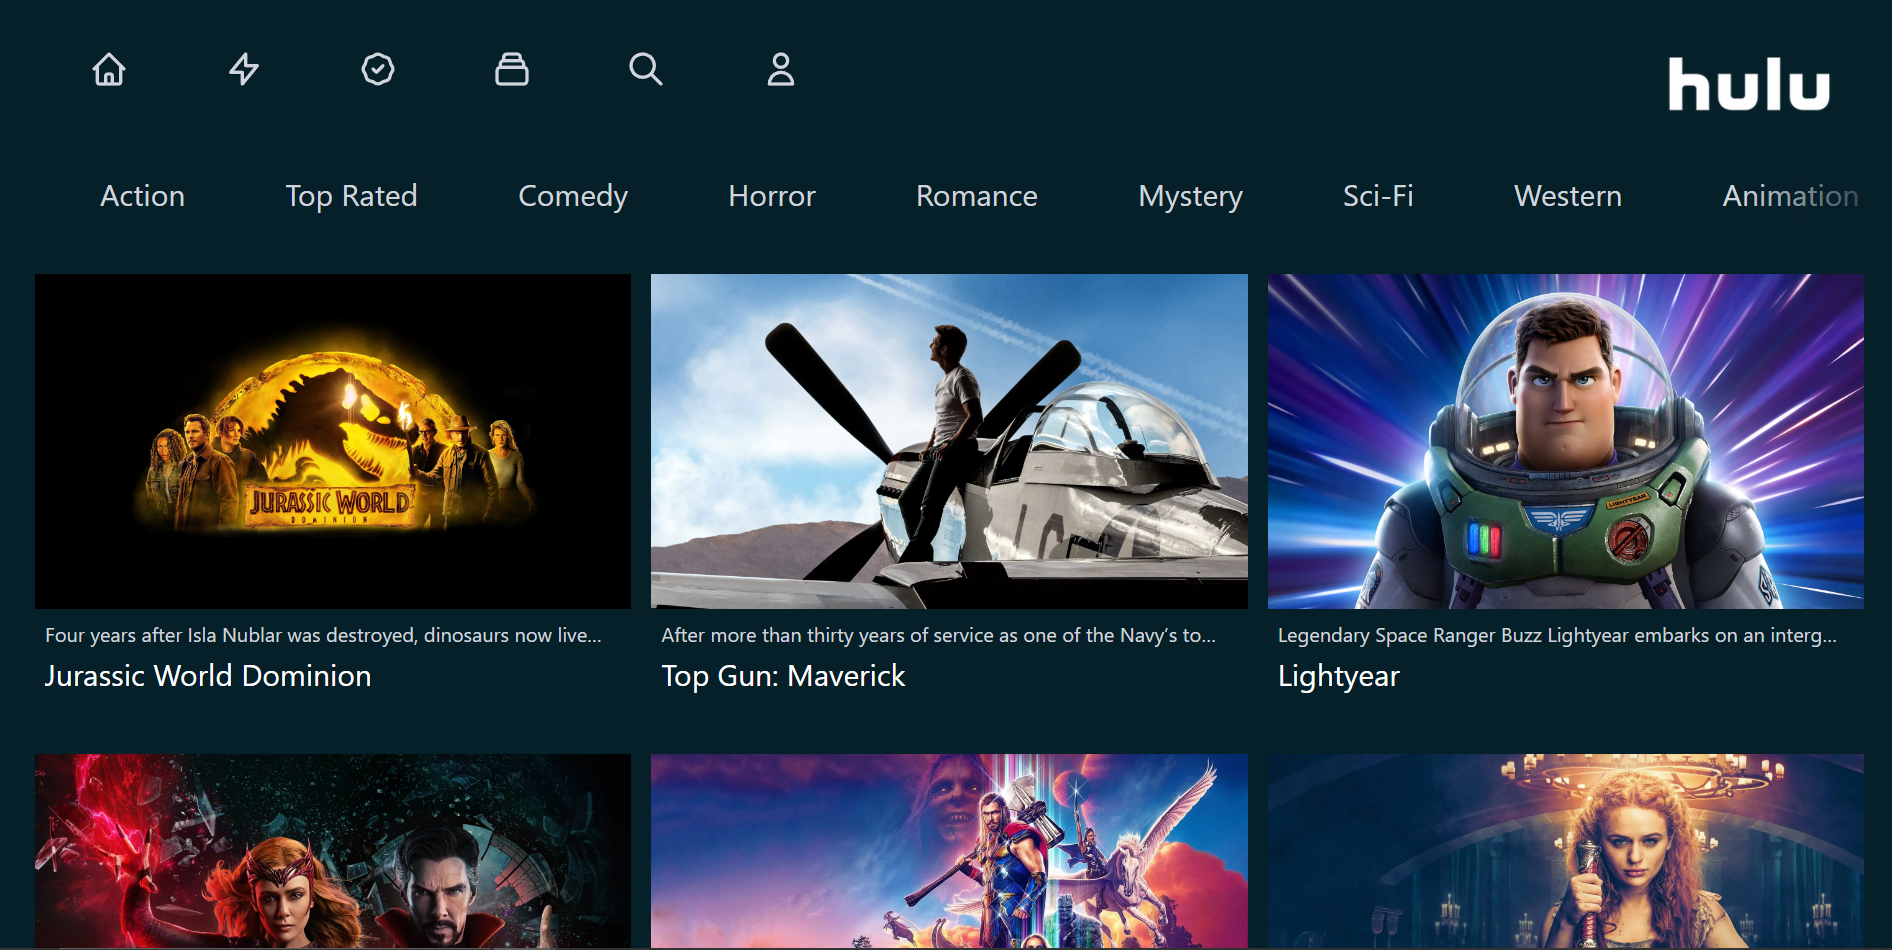 hulu
Action Top Rated Comedy Horror Romance Mystery Sci-Fi Western Animation
JURASSIC WORLD
DOMINION
LIGHTYEAR
Four years after Isla Nublar was destroyed, dinosaurs now live...
After more than thirty years of service as one of the Navy’s to...
Legendary Space Ranger Buzz Lightyear embarks on an interg...
Jurassic World Dominion
Top Gun: Maverick
Lightyear